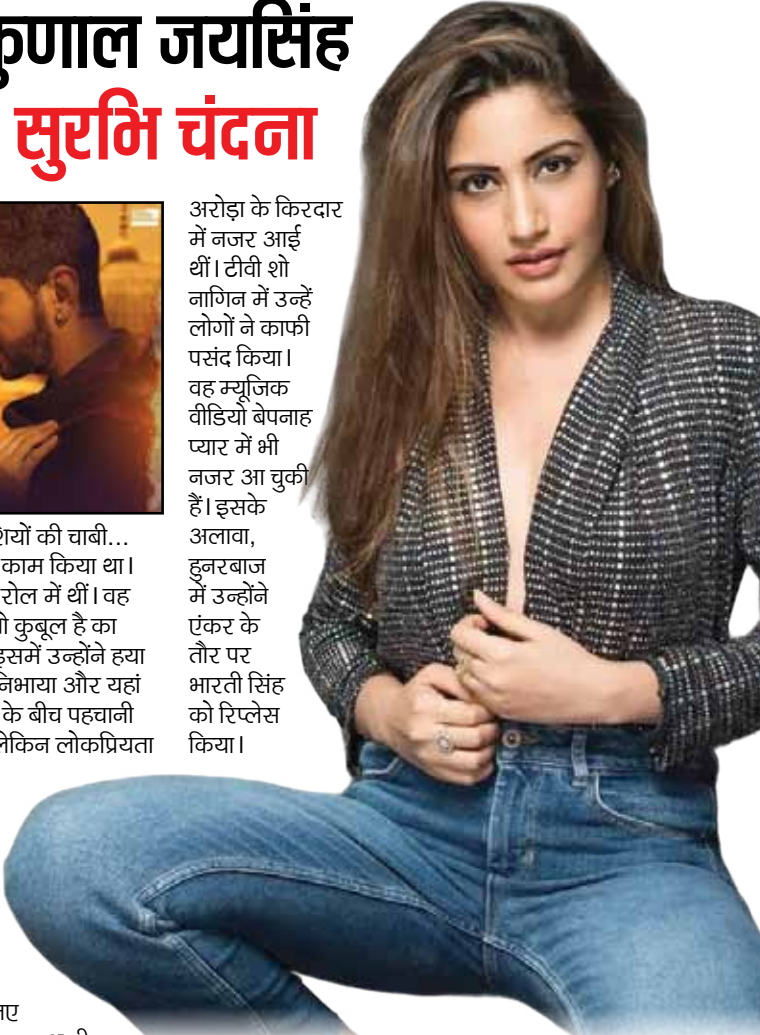 कुणाल जयसिंह
सुरभि चंदना
की चाबी...
काम किया था।
रोल में थीं। वह
कुबूल है का
उन्होंने हया
निभाया और यहां
के बीच पहचानी
लेकिन लोकप्रियता
अरोड़ा के किरदार
में नजर आई
थीं। टीवी शो
नागिन में उन्हें
लोगों ने काफी
पसंद किया।
वह म्यूजिक
वीडियो बेपनाह
प्यार में भी
नजर आ चुकी
हैं। इसके
अलावा,
हुनरबाज
में उन्होंने
एंकर के
तौर पर
भारती सिंह
को रिप्लेस
किया।